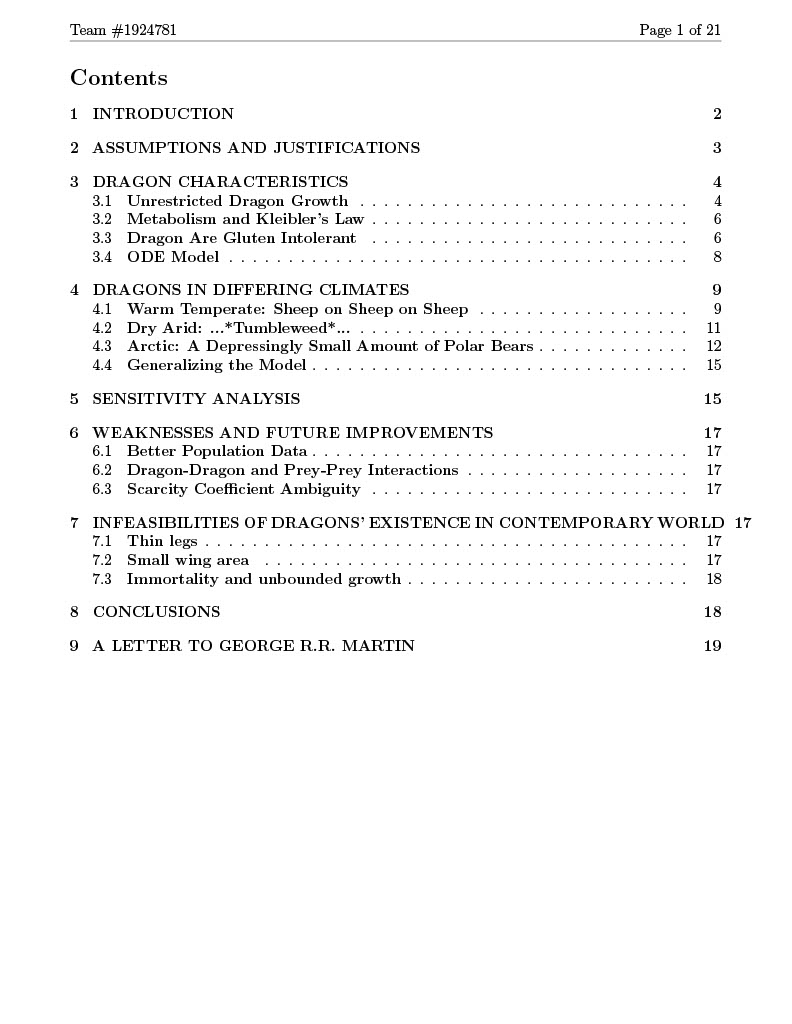 Team #1924781 Page 1 of 21
Contents
1 INTRODUCTION 2
2 ASSUMPTIONS AND JUSTIFICATIONS 3
3 DRAGON CHARACTERISTICS 4
3.1 Unrestricted Dragon Growth . . . . . . . . . . . . . . . . . . . . . . . . . . . . 4
3.2 Metabolism and Kleibler's Law . . . . . . . . . . . . . . . . . . . . . . . . . . . 6
3.3 Dragon Are Gluten Intolerant . . . . . . . . . . . . . . . . . . . . . . . . . . . 6
3.4 ODE Model . . . . . . . . . . . . . . . . . . . . . . . . . . . . . . . . . . . . . . . 8
4 DRAGONS IN DIFFERING CLIMATES 9
4.1 Warm Temperate: Sheep on Sheep on Sheep . . . . . . . . . . . . . . . . . . 9
4.2 Dry Arid: ...*Tumbleweed*... . . . . . . . . . . . . . . . . . . . . . . . . . . . . 11
4.3 Arctic: A Depressingly Small Amount of Polar Bears . . . . . . . . . . . . . 12
4.4 Generalizing the Model . . . . . . . . . . . . . . . . . . . . . . . . . . . . . . . . 15
5 SENSITIVITY ANALYSIS 15
6 WEAKNESSES AND FUTURE IMPROVEMENTS 17
6.1 Better Population Data . . . . . . . . . . . . . . . . . . . . . . . . . . . . . . . . 17
6.2 Dragon-Dragon and Prey-Prey Interactions . . . . . . . . . . . . . . . . . . . 17
6.3 Scarcity Coefficient Ambiguity . . . . . . . . . . . . . . . . . . . . . . . . . . . 17
7 INFEASIBILITIES OF DRAGONS' EXISTENCE IN CONTEMPORARY WORLD 17
7.1 Thin legs . . . . . . . . . . . . . . . . . . . . . . . . . . . . . . . . . . . . . . . . . 17
7.2 Small wing area . . . . . . . . . . . . . . . . . . . . . . . . . . . . . . . . . . . . 17
7.3 Immortality and unbounded growth . . . . . . . . . . . . . . . . . . . . . . . . 18
8 CONCLUSIONS 18
9 A LETTER TO GEORGE R.R. MARTIN 19